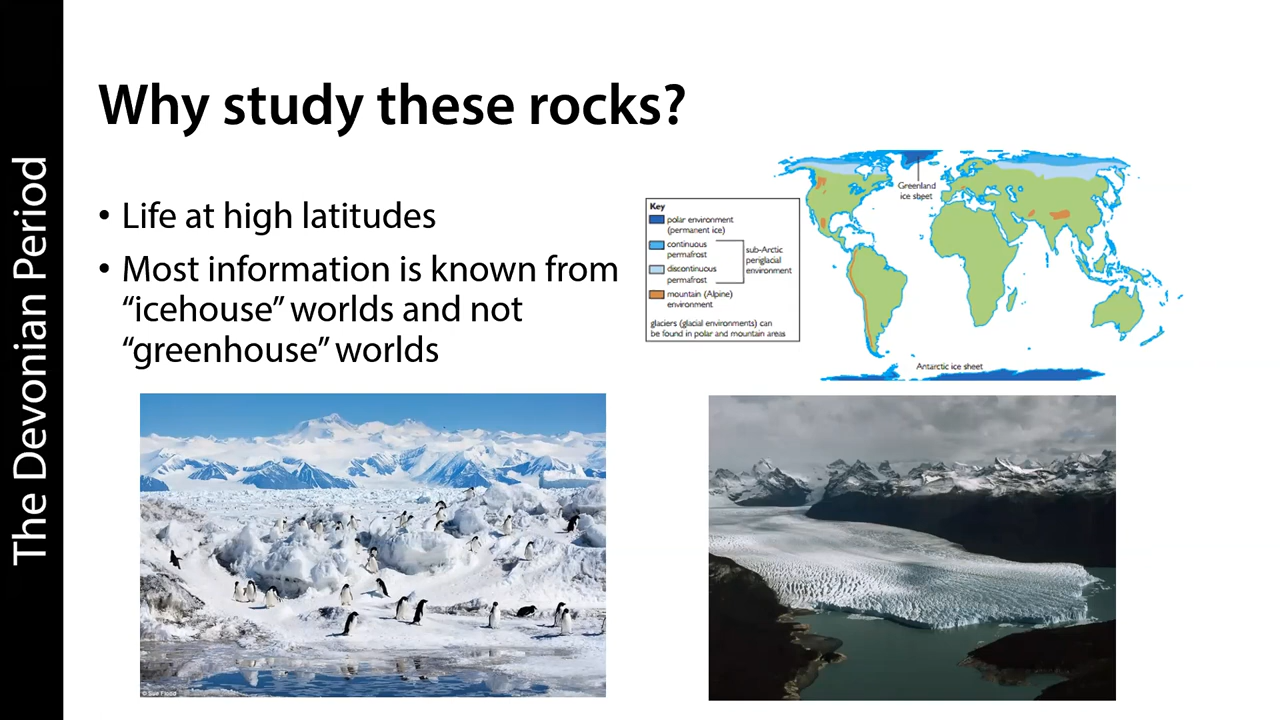 The Devonian Period
Why study these rocks?
• Life at high latitudes
• Most information is known from
“icehouse” worlds and not
“greenhouse” worlds
Key
polar environment
(permanent ice)
continuous
permafrost
discontinuous
permafrost
sub-Arctic
periglacial
environment
mountain (Alpine)
environment
glaciers (glacial environments) can
be found in polar and mountain areas
Greenland
ice sheet
Antarctic ice sheet
© Sue Flood